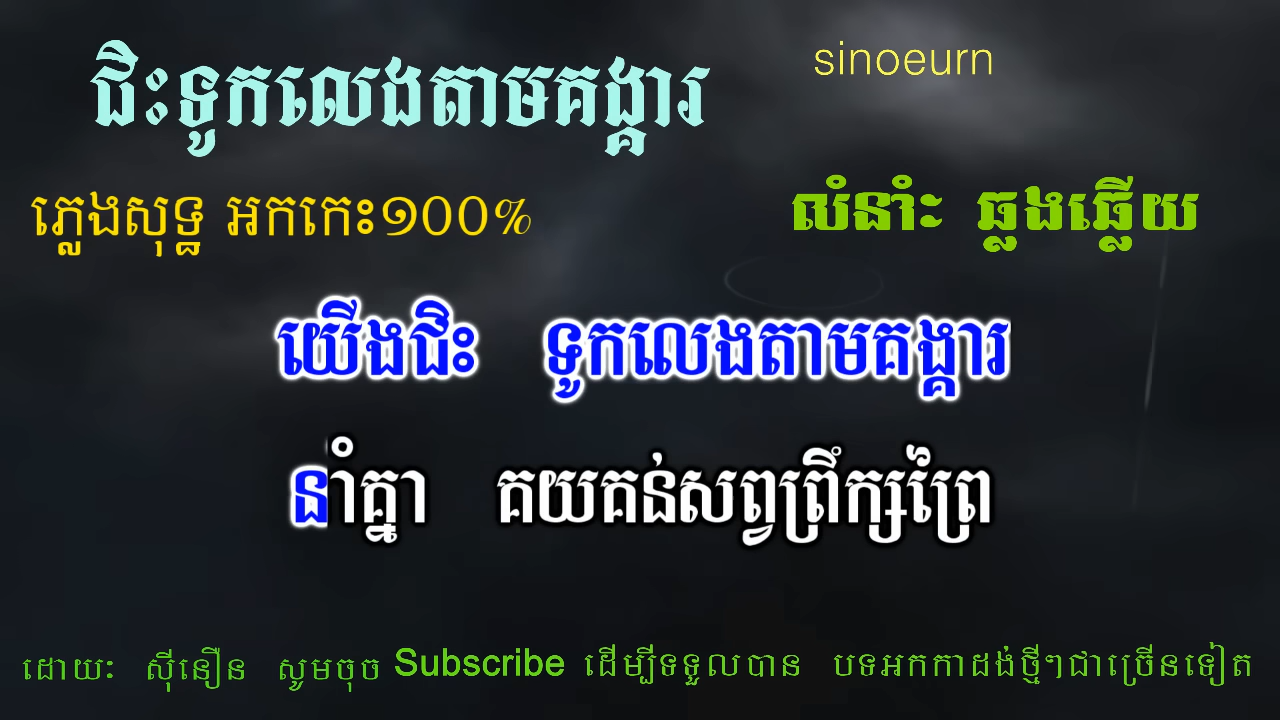 ជិះទូកលេងតាមគង្គារ
sinoeurn
ភ្លេងសុទ្ធ អកកេះ១០០%
លំនាំៈ ឆ្លងឆ្លើយ
យើងជិះ ទូកលេងតាមគង្គារ
នាំគ្នា គយគន់សព្វព្រឹក្សព្រៃ
ដោយៈ ស៊ីនឿន សូមចុច Subscribe ដើម្បីទទួលបាន បទអកកាដង់ថ្មីៗជាច្រើនទៀត